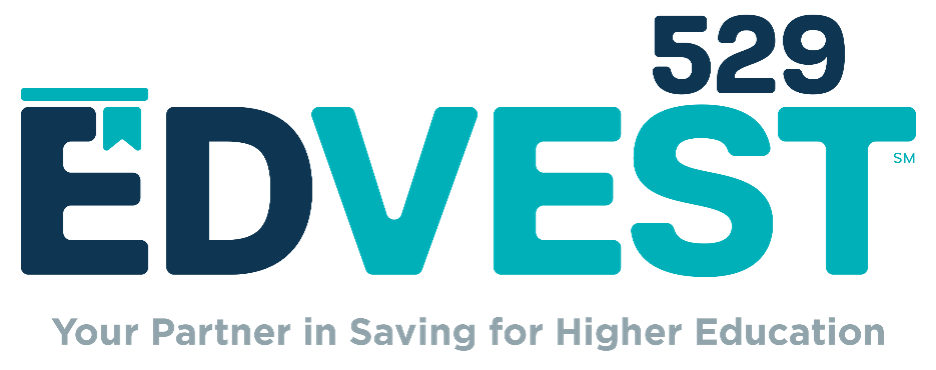 529
EDVEST
SM
Your Partner in Saving for Higher Education